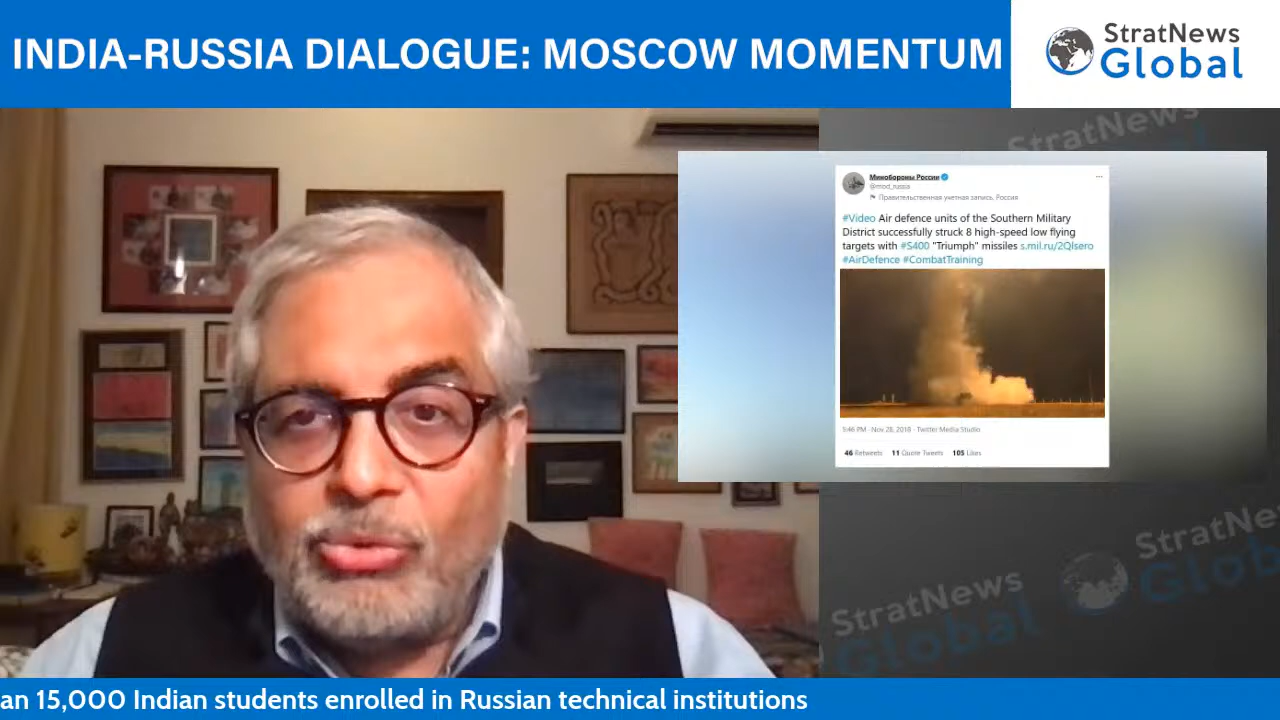 INDIA-RUSSIA DIALOGUE: MOSCOW MOMENTUM
StratNews
Global
StratNews
Global
Минобороны России
@mod_russia
Правительственная учетная запись, Россия
#Video Air defence units of the Southern Military
District successfully struck 8 high-speed low flying
targets with #S400 "Triumph" missiles s.mil.ru/2QIsero
#AirDefence #CombatTraining
5:46 PM · Nov 28, 2018 · Twitter Media Studio
46 Retweets 11 Quote Tweets 105 Likes
StratNews
Global
StratNe
Globa
an 15,000 Indian students enrolled in Russian technical institutions